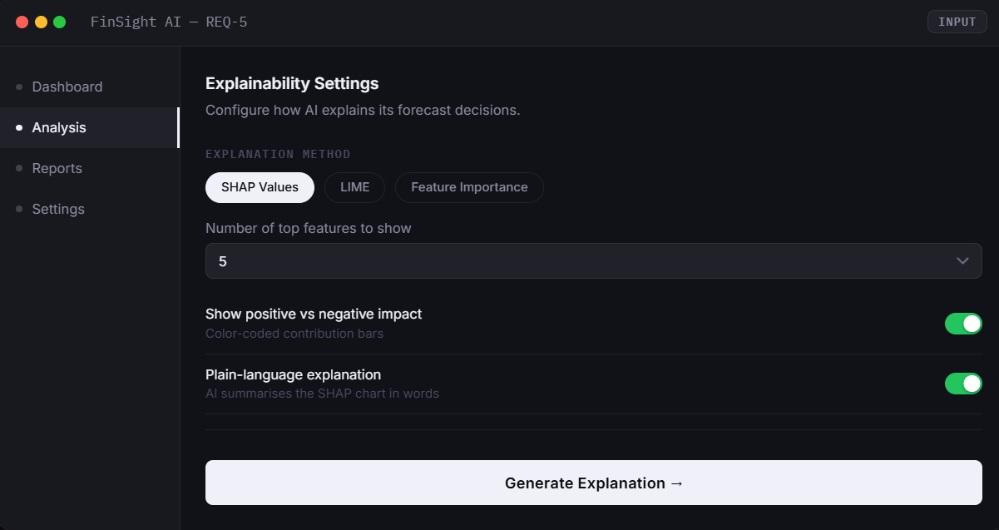 FinSight AI — REQ-5
INPUT
Dashboard
Analysis
Reports
Settings
Explainability Settings
Configure how AI explains its forecast decisions.
EXPLANATION METHOD
SHAP Values
LIME
Feature Importance
Number of top features to show
5
Show positive vs negative impact
Color-coded contribution bars
Plain-language explanation
AI summarises the SHAP chart in words
Generate Explanation →